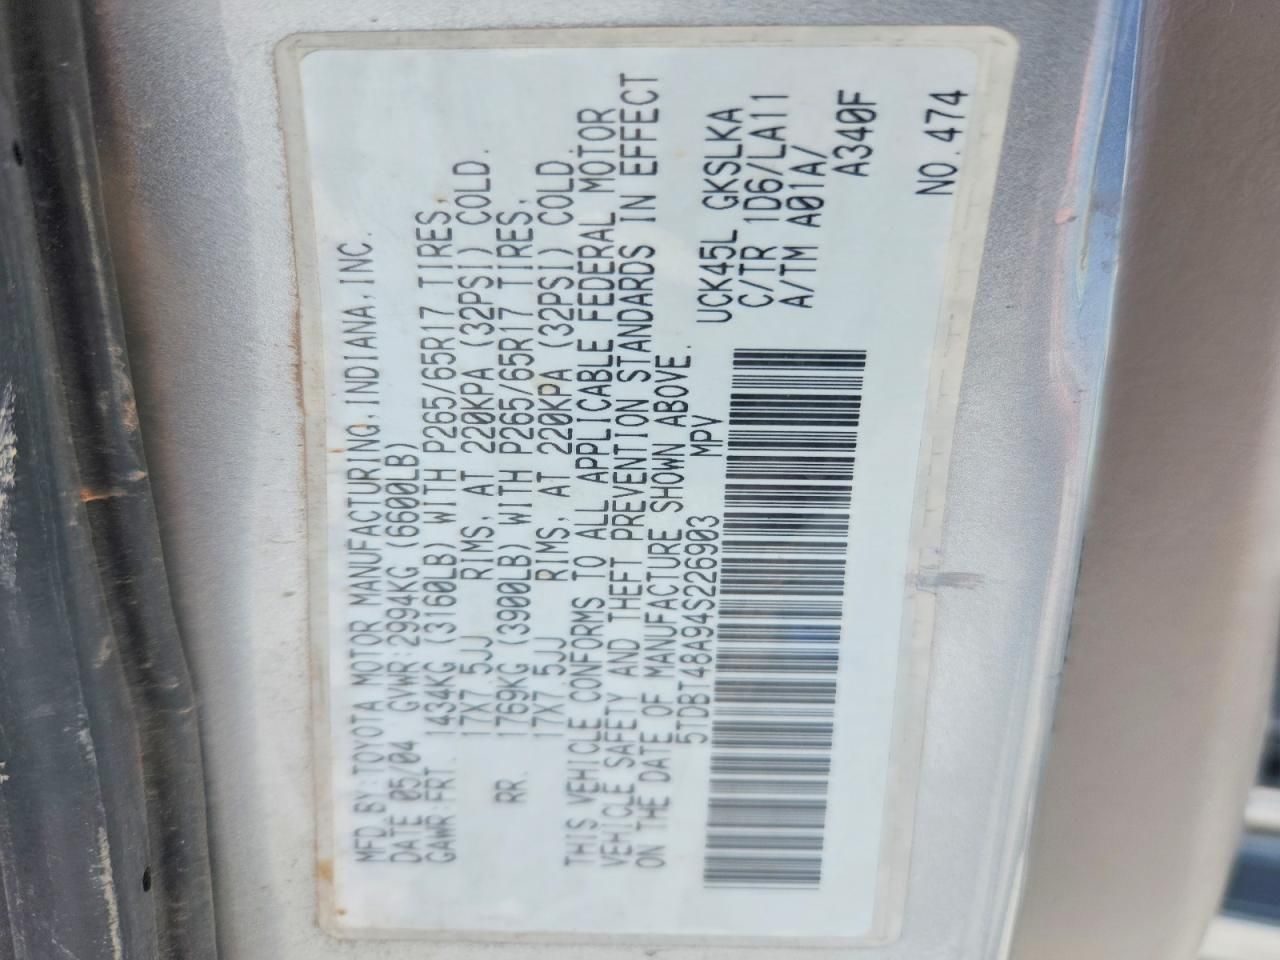 MFD.BY:TOYOTA MOTOR MANUFACTURING,INDIANA,INC.
DATE 05/04 GVWR:2994KG(6600LB)
GAWR:FRT. 1434KG(3160LB)WITH P265/65R17 TIRES,
17X7.5JJ RIMS, AT 220KPA(32PSI) COLD.
RR. 1769KG(3900LB)WITH P265/65R17 TIRES,
17X7.5JJ RIMS, AT 220KPA(32PSI) COLD.
THIS VEHICLE CONFORMS TO ALL APPLICABLE FEDERAL MOTOR
VEHICLE SAFETY AND THEFT PREVENTION STANDARDS IN EFFECT
ON THE DATE OF MANUFACTURE SHOWN ABOVE.
5TDBT48A94S226903 MPV
UCK45L GKSLKA
C/TR 1D6/LA11
A/TM A01A/
A340F
NO.474